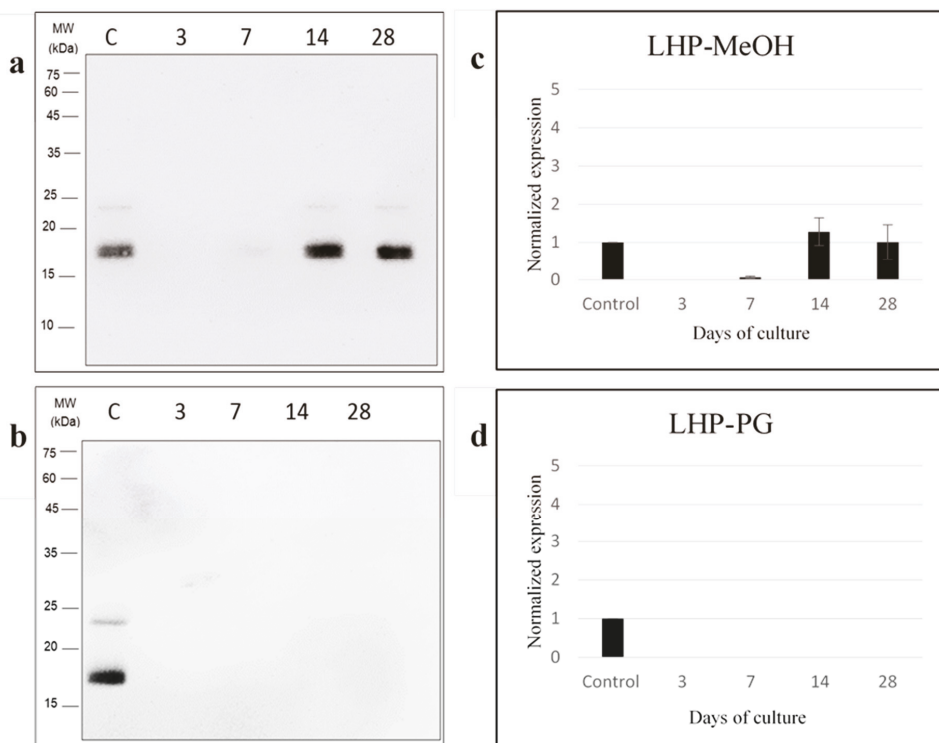 a
MW
(kDa)
C 3 7 14 28
75
60
45
35
25
20
15
10
c
LHP-MeOH
Normalized expression
5
4
3
2
1
0
Control 3 7 14 28
Days of culture
b
MW
(kDa)
C 3 7 14 28
75
60
45
35
25
20
15
d
LHP-PG
Normalized expression
5
4
3
2
1
0
Control 3 7 14 28
Days of culture